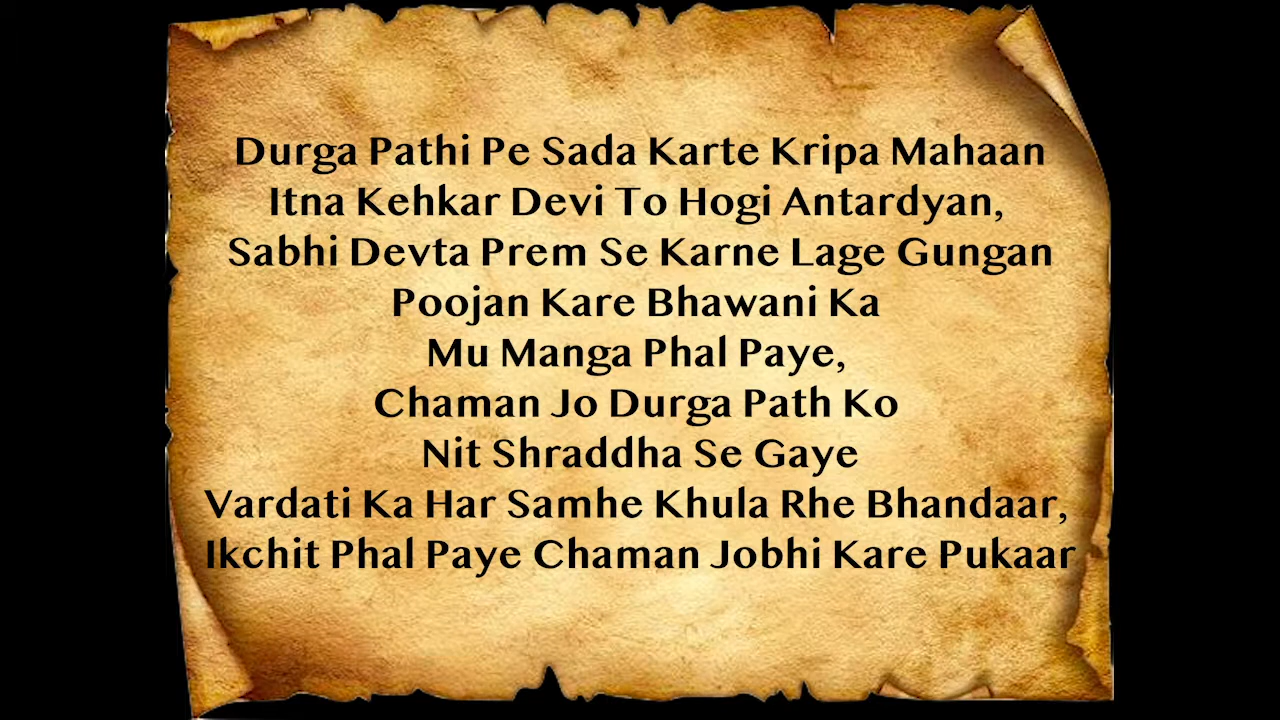 Durga Pathi Pe Sada Karte Kripa Mahaan
Itna Kehkar Devi To Hogi Antardyan,
Sabhi Devta Prem Se Karne Lage Gungan
Poojan Kare Bhawani Ka
Mu Manga Phal Paye,
Chaman Jo Durga Path Ko
Nit Shraddha Se Gaye
Vardati Ka Har Samhe Khula Rhe Bhandaar,
Ikchit Phal Paye Chaman Jobhi Kare Pukaar